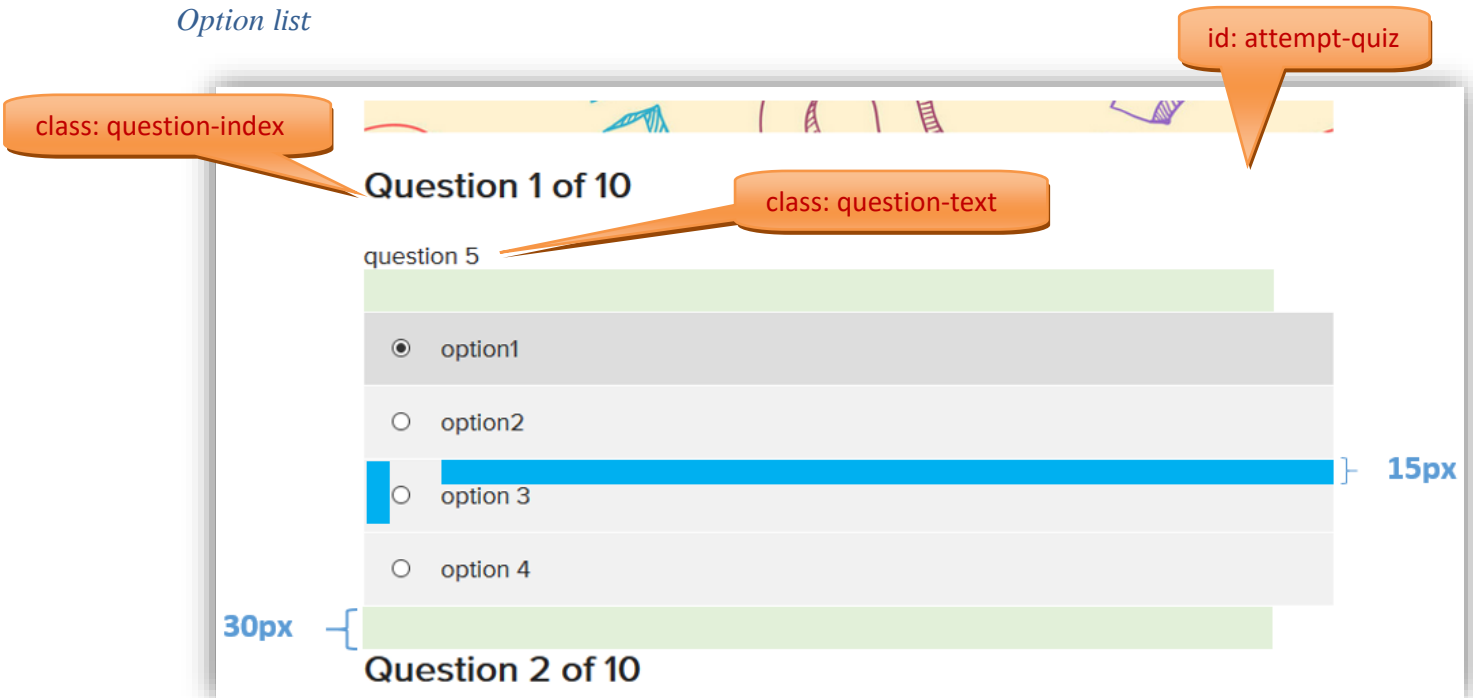 Option list
id: attempt-quiz
class: question-index
Question 1 of 10
class: question-text
question 5
option1
option2
15px
option 3
option 4
30px
Question 2 of 10